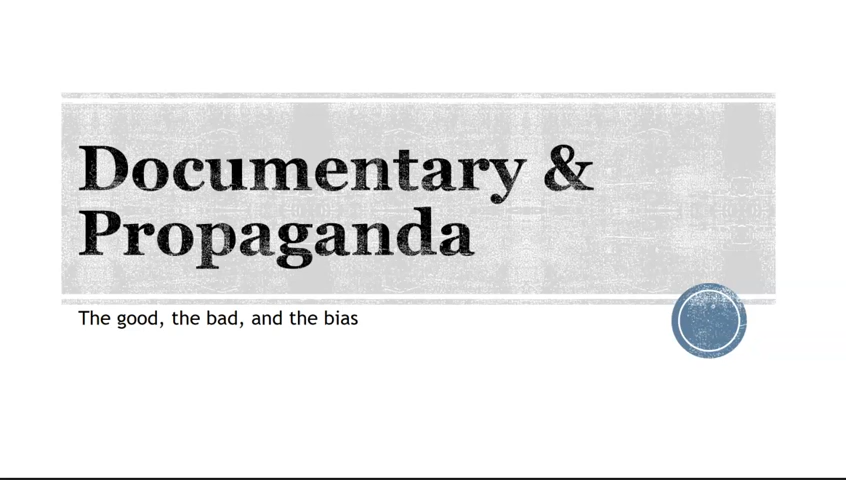 Documentary &
Propaganda
The good, the bad, and the bias